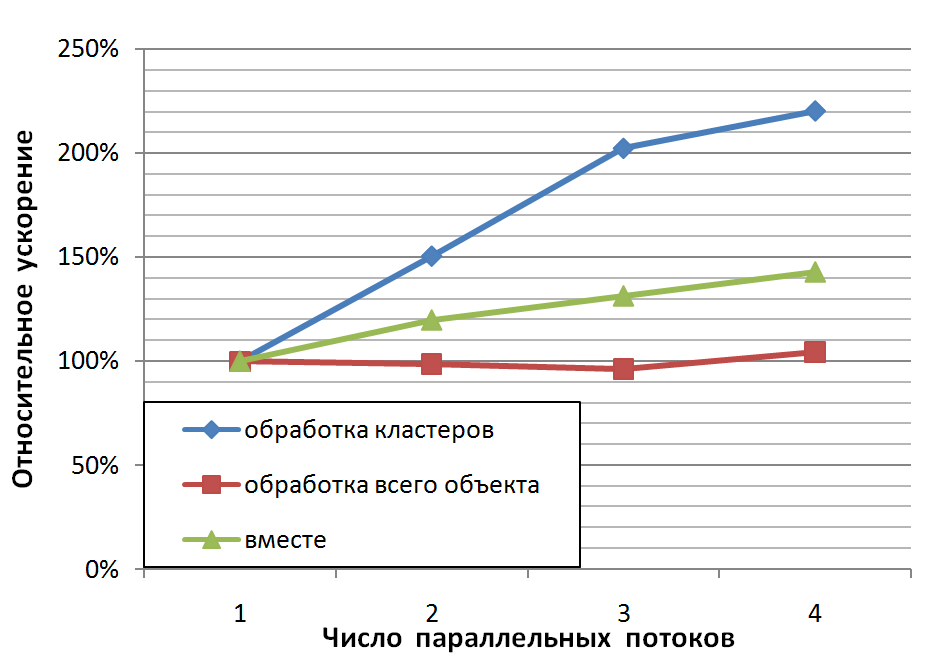 250%
200%
150%
100%
50%
0%
Относительное ускорение
обработка кластеров
обработка всего объекта
вместе
1 2 3 4
Число параллельных потоков